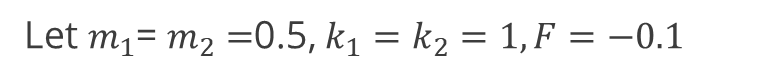 Let m₁= m₂ =0.5, k₁ = k₂ = 1, F = −0.1